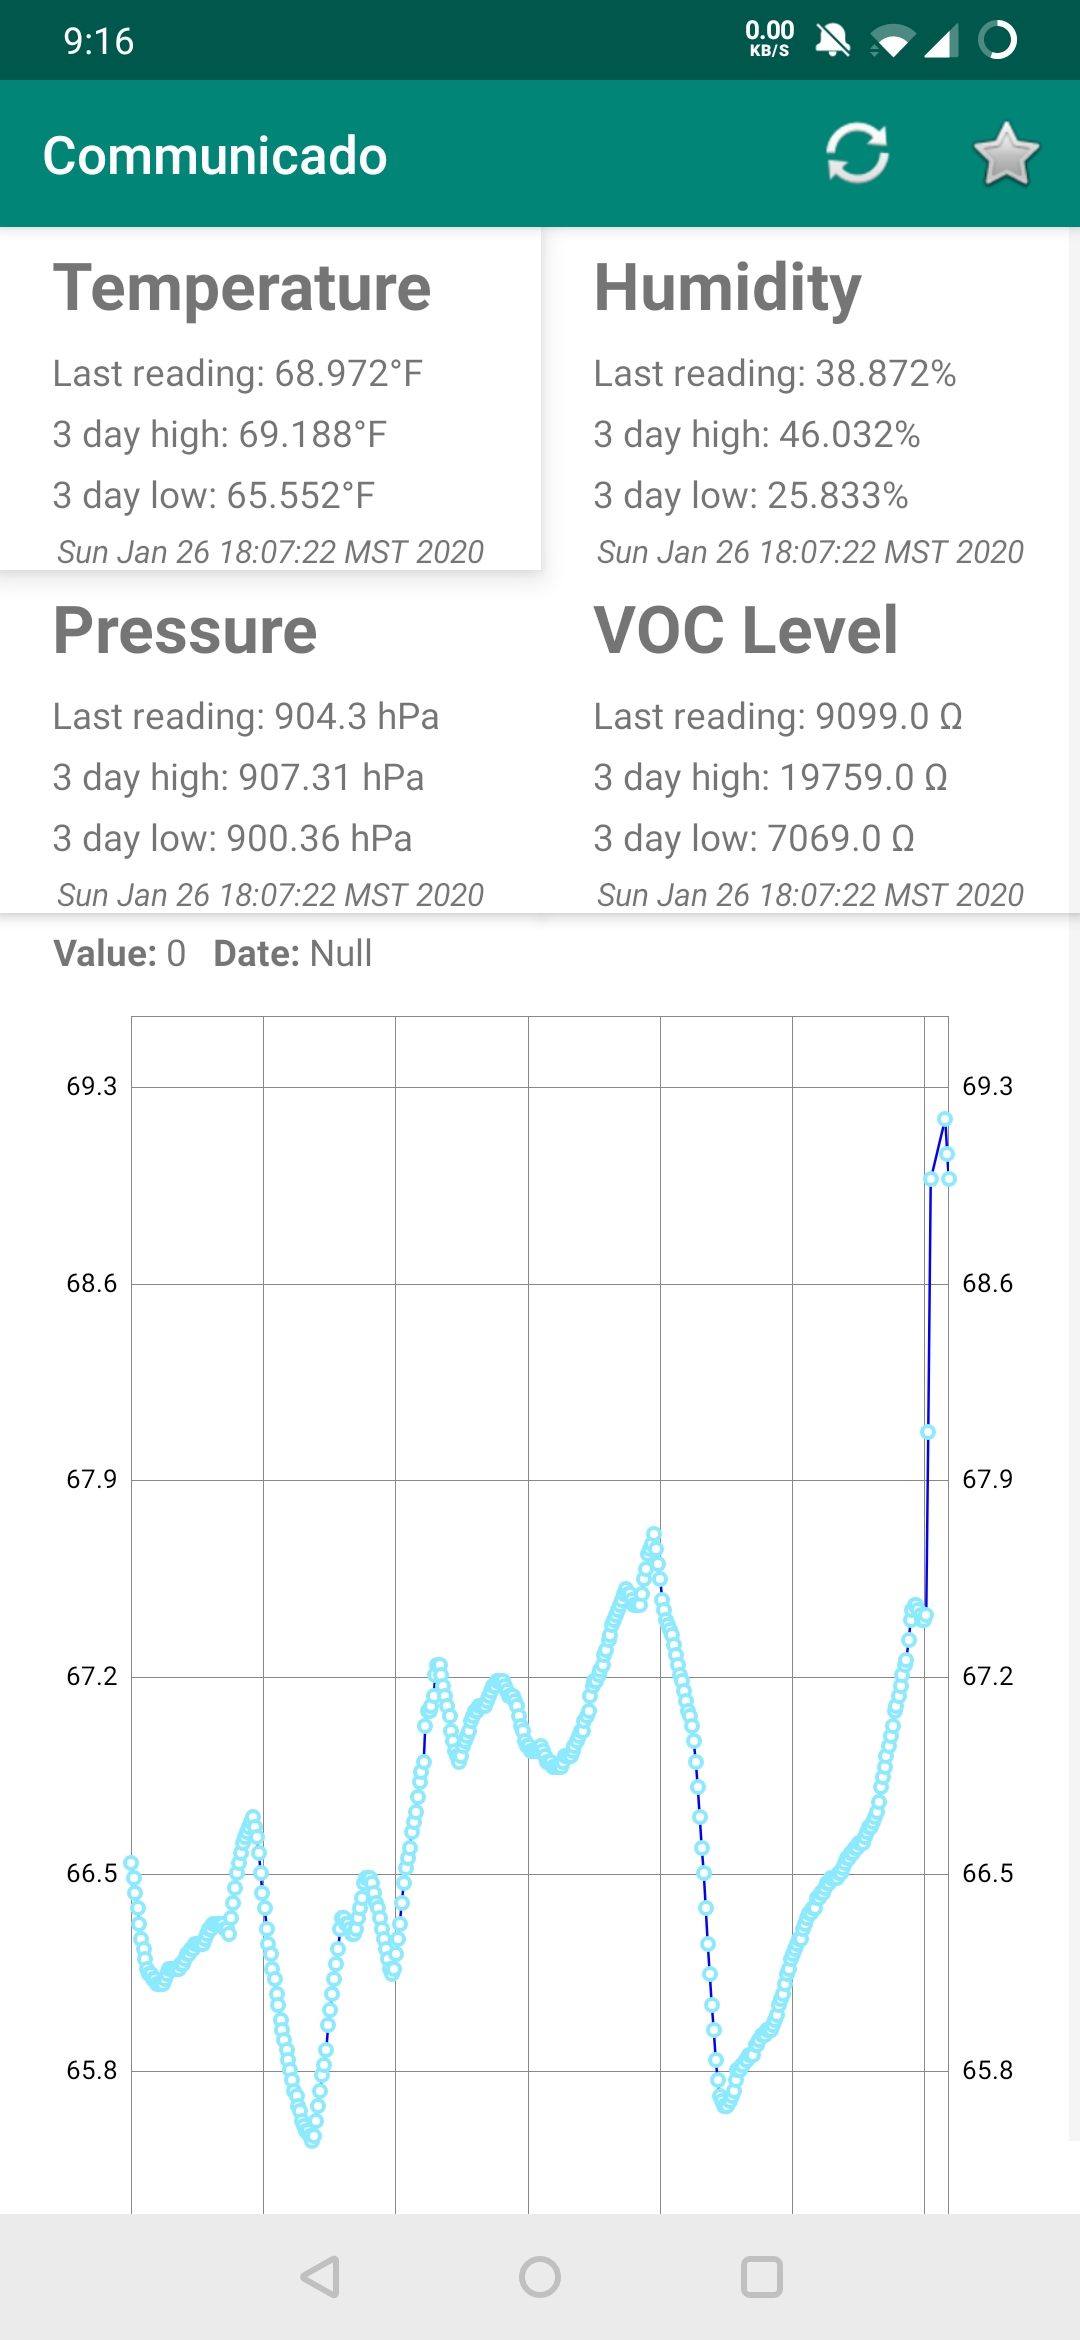 9:16
0.00
KB/S
Communicado
Temperature
Last reading: 68.972°F
3 day high: 69.188°F
3 day low: 65.552°F
Sun Jan 26 18:07:22 MST 2020
Humidity
Last reading: 38.872%
3 day high: 46.032%
3 day low: 25.833%
Sun Jan 26 18:07:22 MST 2020
Pressure
Last reading: 904.3 hPa
3 day high: 907.31 hPa
3 day low: 900.36 hPa
Sun Jan 26 18:07:22 MST 2020
VOC Level
Last reading: 9099.0 Ω
3 day high: 19759.0 Ω
3 day low: 7069.0 Ω
Sun Jan 26 18:07:22 MST 2020
Value: 0 Date: Null
69.3 69.3
68.6 68.6
67.9 67.9
67.2 67.2
66.5 66.5
65.8 65.8